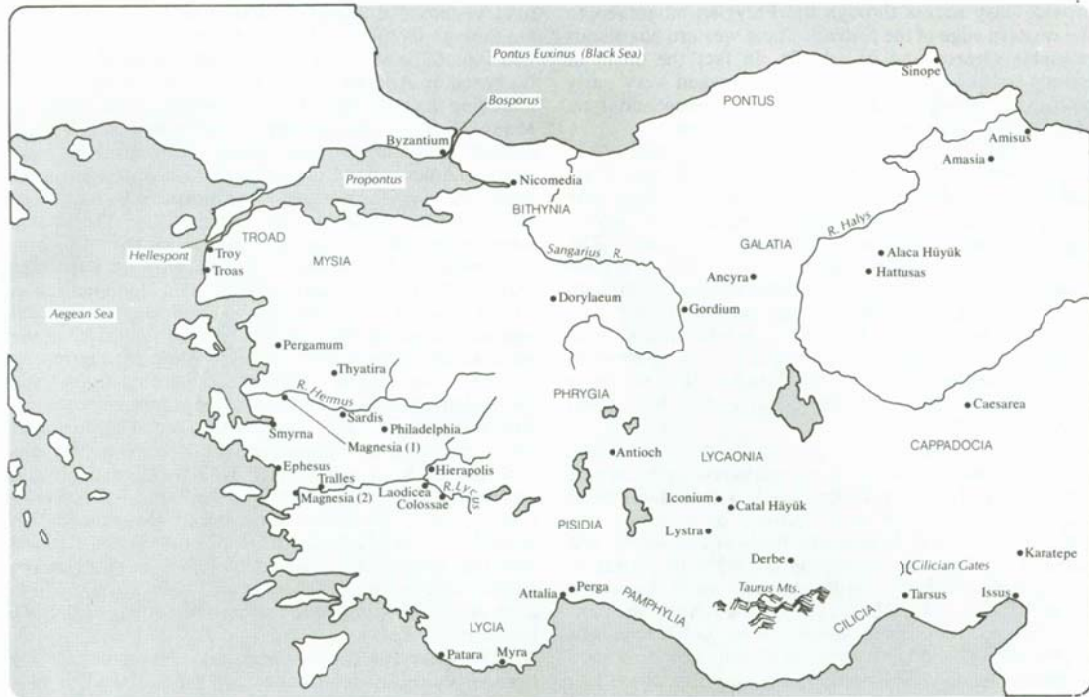 Pontus Euxinus (Black Sea)
Sinope
Bosporus
PONTUS
Byzantium
Amisus
Amasia
Propontus
Nicomedia
BITHYNIA
R. Halys
TROAD
Hellespont
Troy
MYSIA
Sangarius R.
GALATIA
Alaca Hüyük
Troas
Ancyra
Hattusas
Aegean Sea
Dorylaeum
Gordium
Pergamum
Thyatira
R. Hermus
PHRYGIA
Caesarea
Sardis
Smyrna
Philadelphia
Magnesia (1)
CAPPADOCIA
Antioch
LYCAONIA
Ephesus
Hierapolis
Tralles
Laodicea
R. Lycus
Magnesia (2)
Colossae
Iconium
Catal Häyük
PISIDIA
Lystra
Derbe
Karatepe
Cilician Gates
Taurus Mts.
Attalia
Perga
PAMPHYLIA
Tarsus
Issus
LYCIA
CILICIA
Patara
Myra